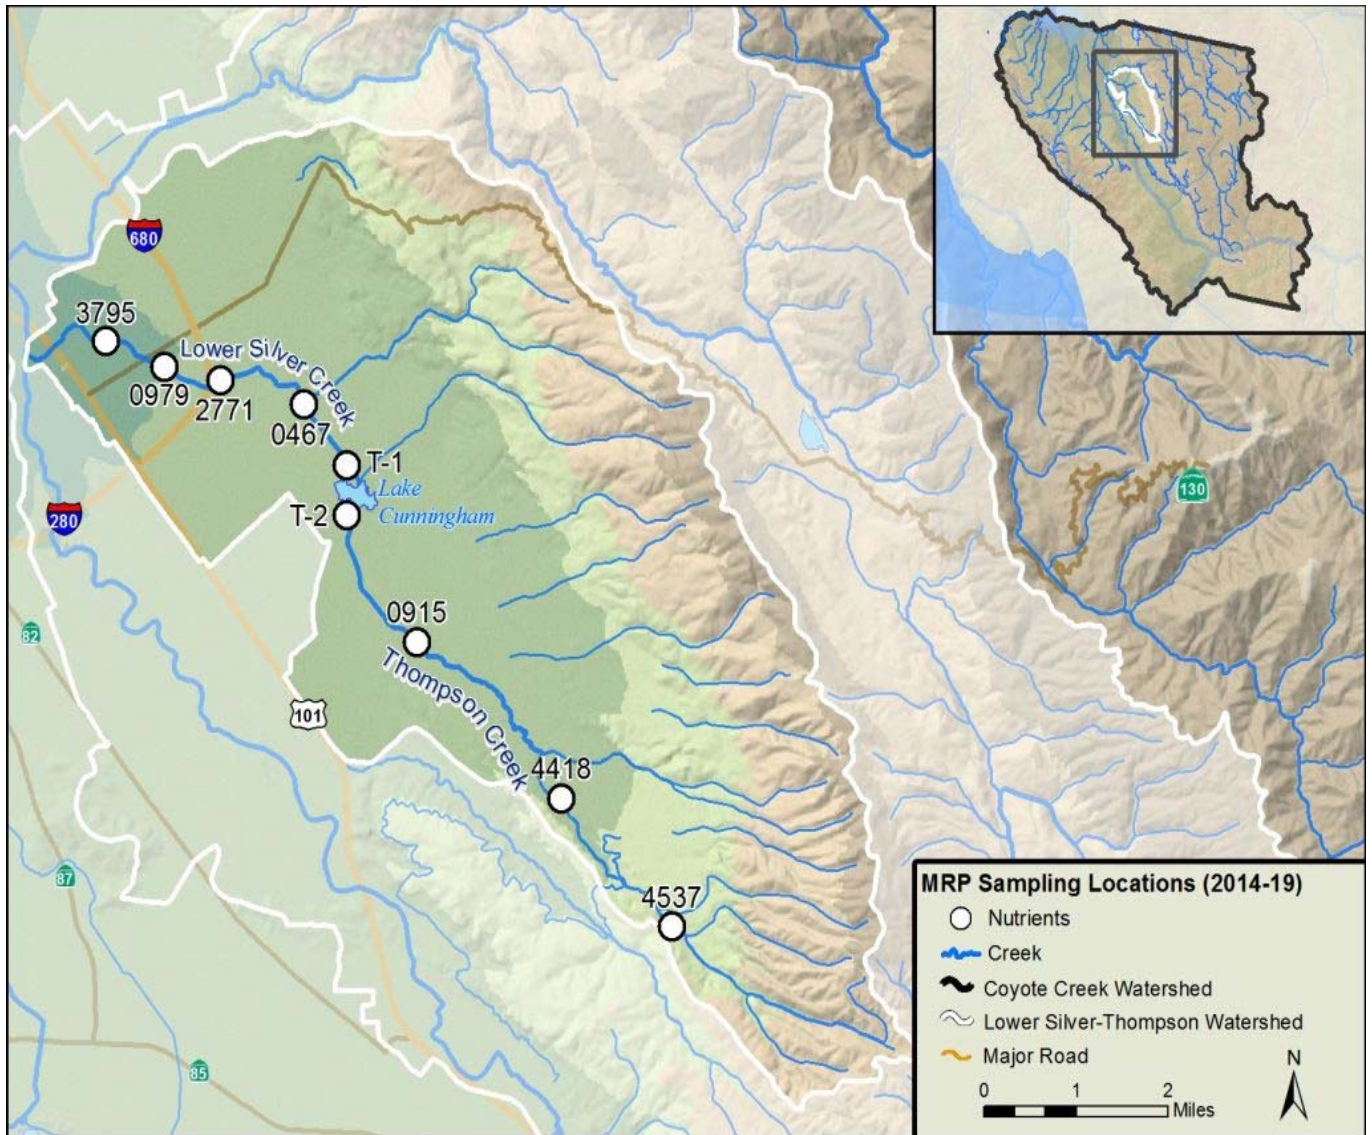 680
3795
Lower Silver Creek
0979
2771
0467
T-1
Lake
Cunningham
T-2
280
130
82
0915
Thompson Creek
101
4418
87
4537
85
MRP Sampling Locations (2014-19)
Nutrients
Creek
Coyote Creek Watershed
Lower Silver-Thompson Watershed
Major Road
N
0 1 2
Miles